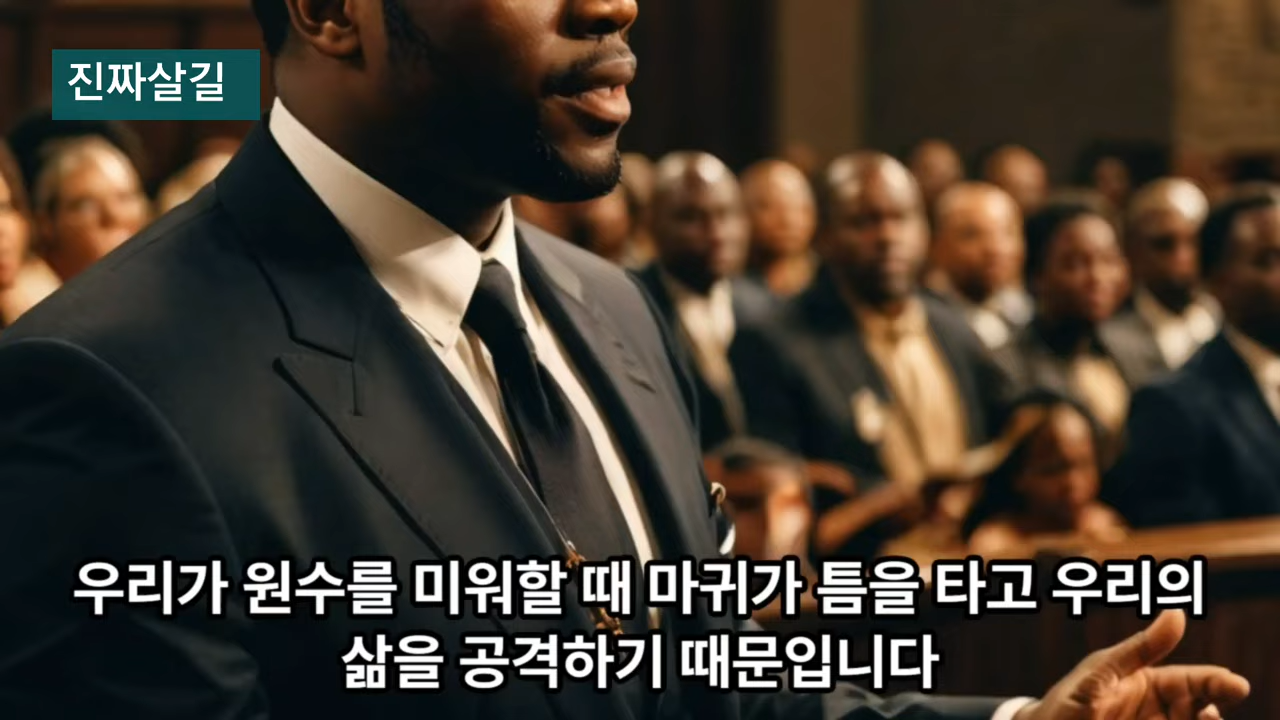 진짜살길
우리가 원수를 미워할 때 마귀가 틈을 타고 우리의
삶을 공격하기 때문입니다